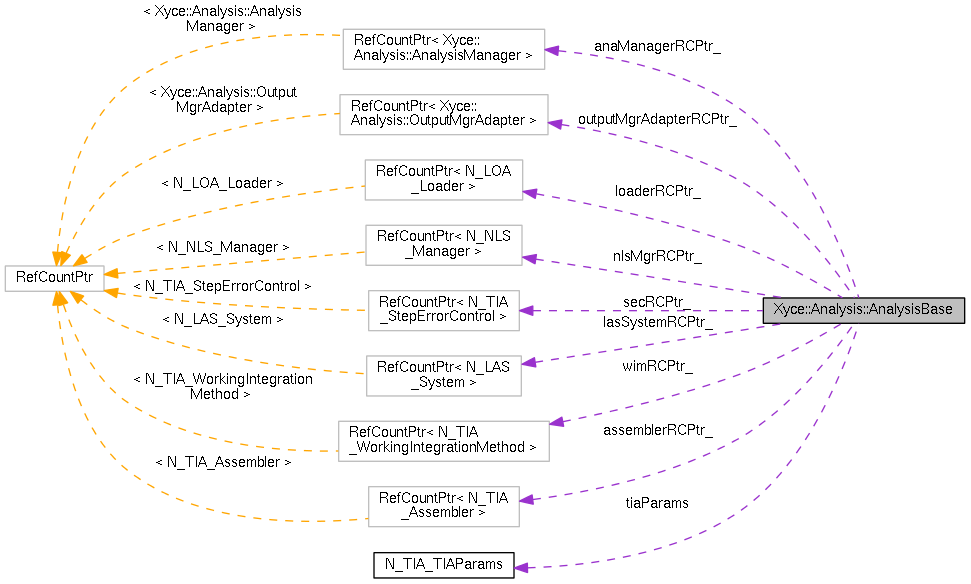 < Xyce::Analysis::Analysis
Manager >
RefCountPtr< Xyce::
Analysis::AnalysisManager >
anaManagerRCPtr_
< Xyce::Analysis::Output
MgrAdapter >
RefCountPtr< Xyce::
Analysis::OutputMgrAdapter >
outputMgrAdapterRCPtr_
< N_LOA_Loader >
RefCountPtr< N_LOA
_Loader >
loaderRCPtr_
< N_NLS_Manager >
RefCountPtr< N_NLS
_Manager >
nlsMgrRCPtr_
RefCountPtr
< N_TIA_StepErrorControl >
RefCountPtr< N_TIA
_StepErrorControl >
secRCPtr_
Xyce::Analysis::AnalysisBase
< N_LAS_System >
RefCountPtr< N_LAS
_System >
lasSystemRCPtr_
< N_TIA_WorkingIntegration
Method >
RefCountPtr< N_TIA
_WorkingIntegrationMethod >
wimRCPtr_
< N_TIA_Assembler >
RefCountPtr< N_TIA
_Assembler >
assemblerRCPtr_
N_TIA_TIAParams
tiaParams